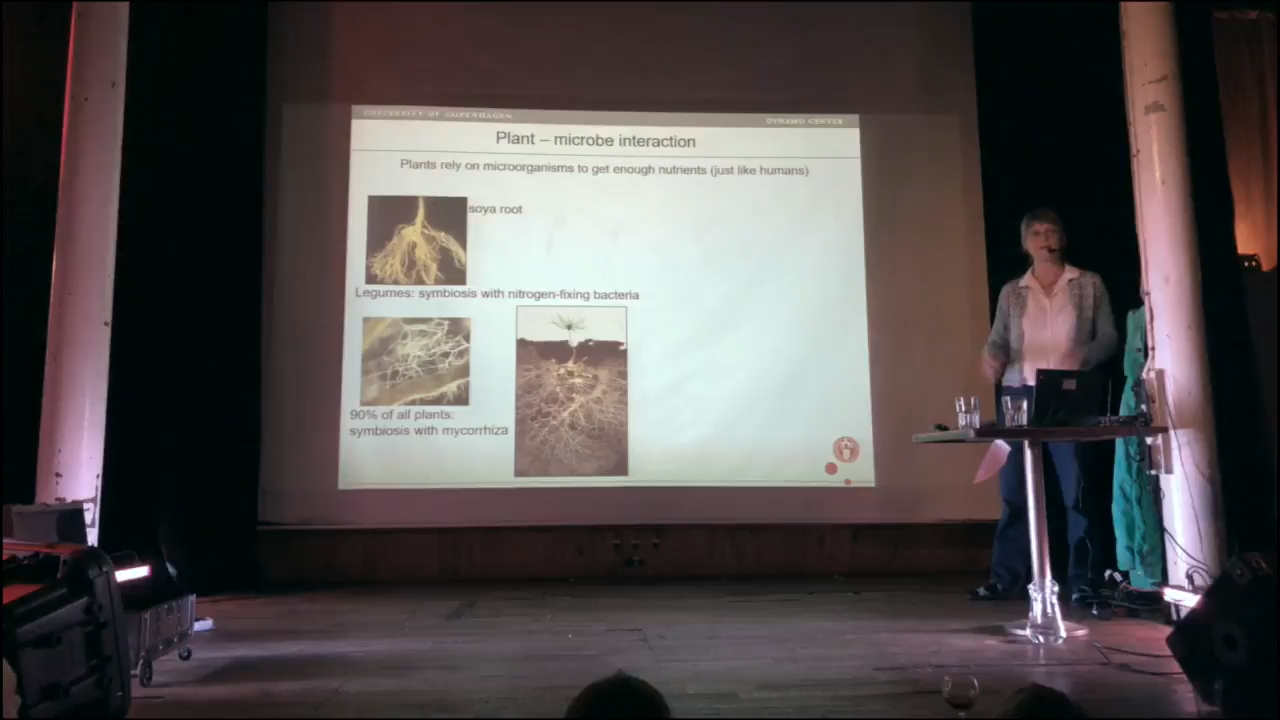 UNIVERSITY OF COPENHAGEN
DYNAMO CENTER
Plant – microbe interaction
Plants rely on microorganisms to get enough nutrients (just like humans)
soya root
Legumes: symbiosis with nitrogen-fixing bacteria
90% of all plants:
symbiosis with mycorrhiza